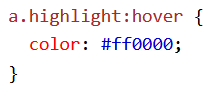 a.highlight:hover {
  color: #ff0000;
}